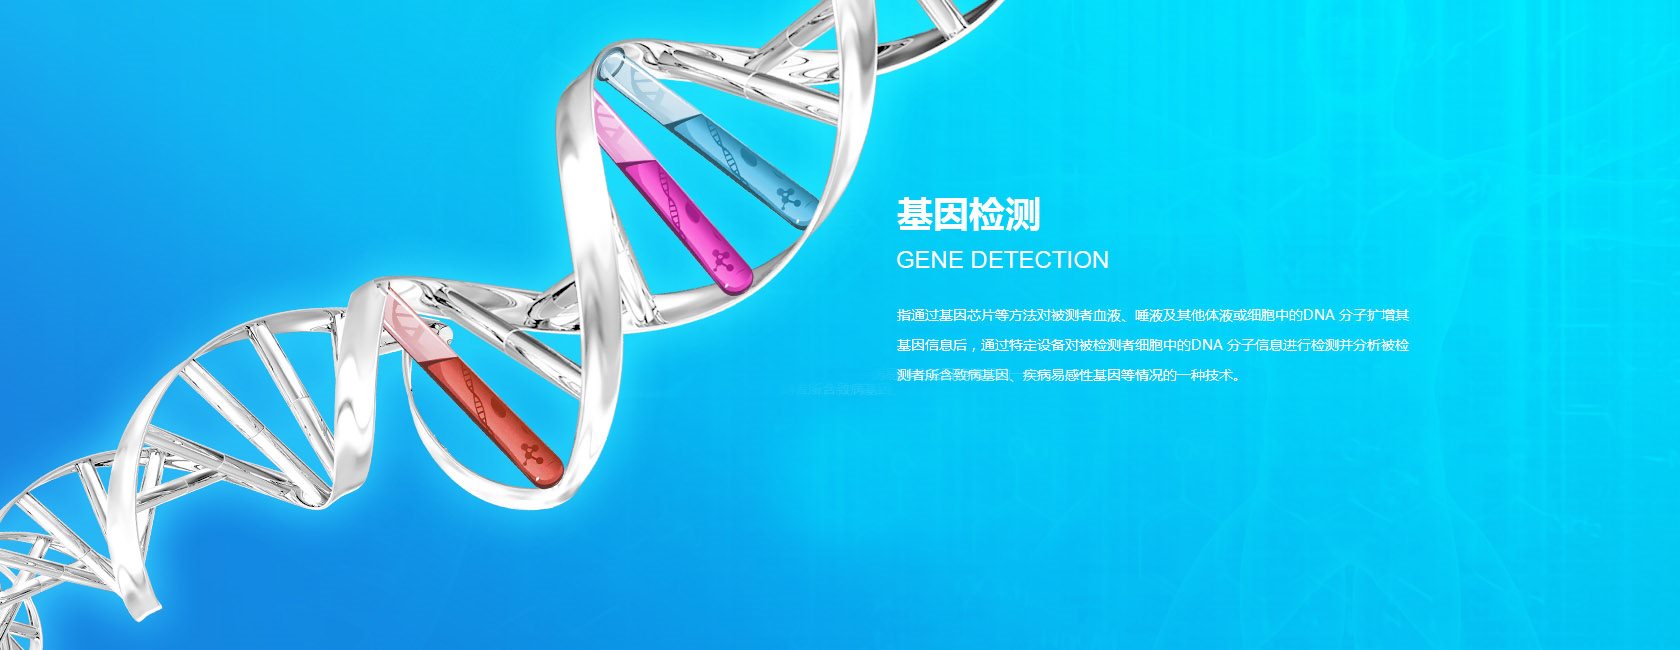 基因检测
GENE DETECTION
指通过基因芯片等方法对被测者血液、唾液及其他体液或细胞中的DNA 分子扩增其
基因信息后，通过特定设备对被检测者细胞中的DNA 分子信息进行检测并分析被检
测者所含致病基因、疾病易感性基因等情况的一种技术。